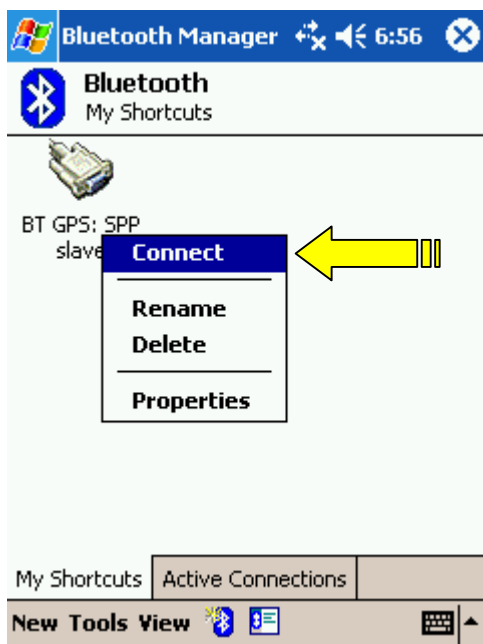 Bluetooth Manager 6:56
Bluetooth
My Shortcuts
BT GPS: SPP
slave
Connect
Rename
Delete
Properties
My Shortcuts Active Connections
New Tools View